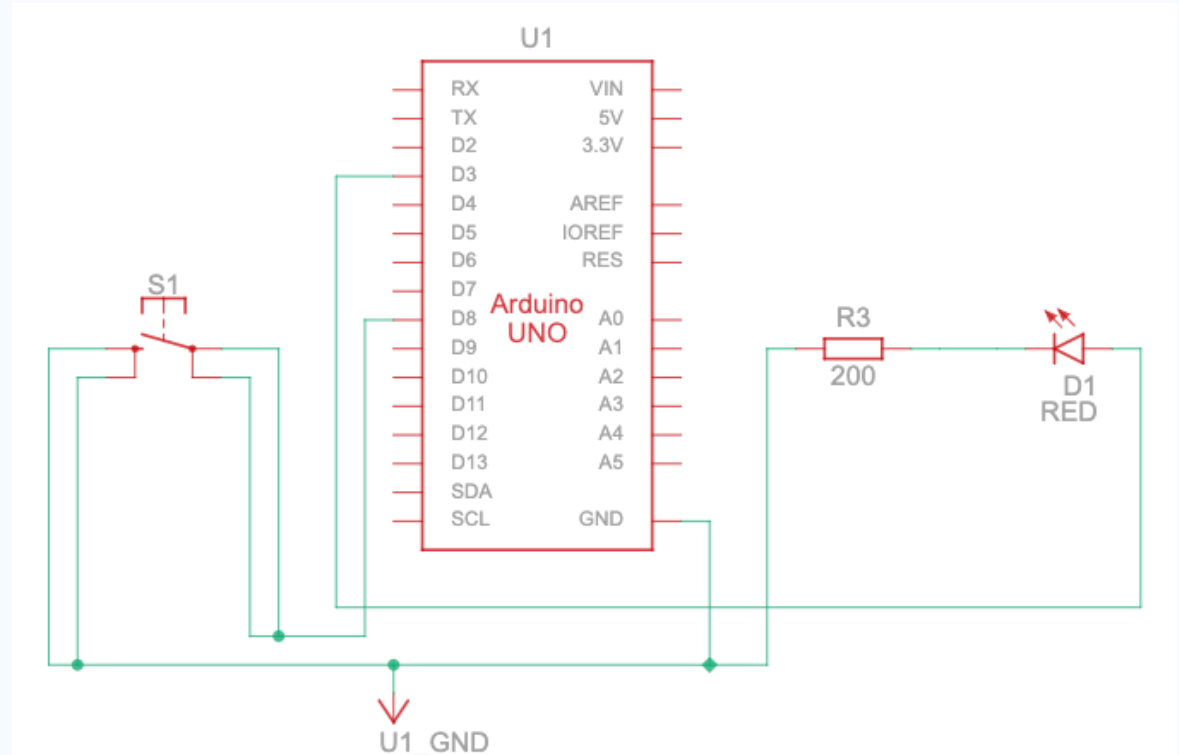 U1
RX VIN
TX 5V
D2 3.3V
D3
D4 AREF
D5 IOREF
D6 RES
S1
D7
Arduino
D8 A0
UNO
R3
D9 A1
200
D10 A2
D1
D11 A3
RED
D12 A4
D13 A5
SDA
SCL GND
U1_GND